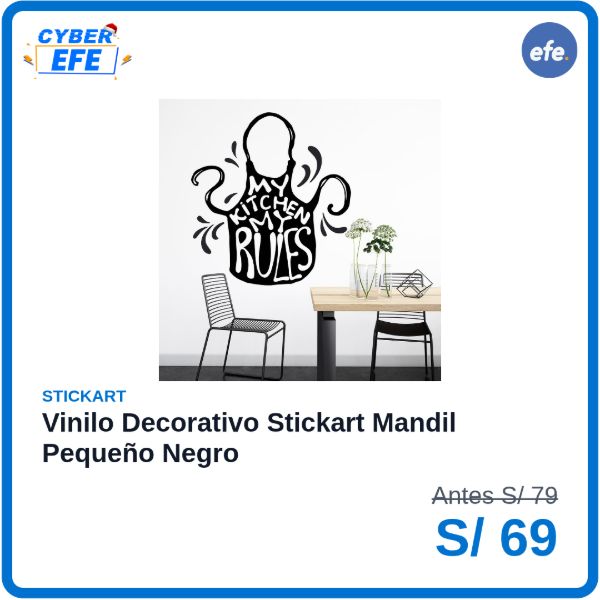 CYBER
EFE
efe.
MY
KITCHEN
MY
RULES
STICKART
Vinilo Decorativo Stickart Mandil
Pequeño Negro
Antes S/ 79
S/ 69